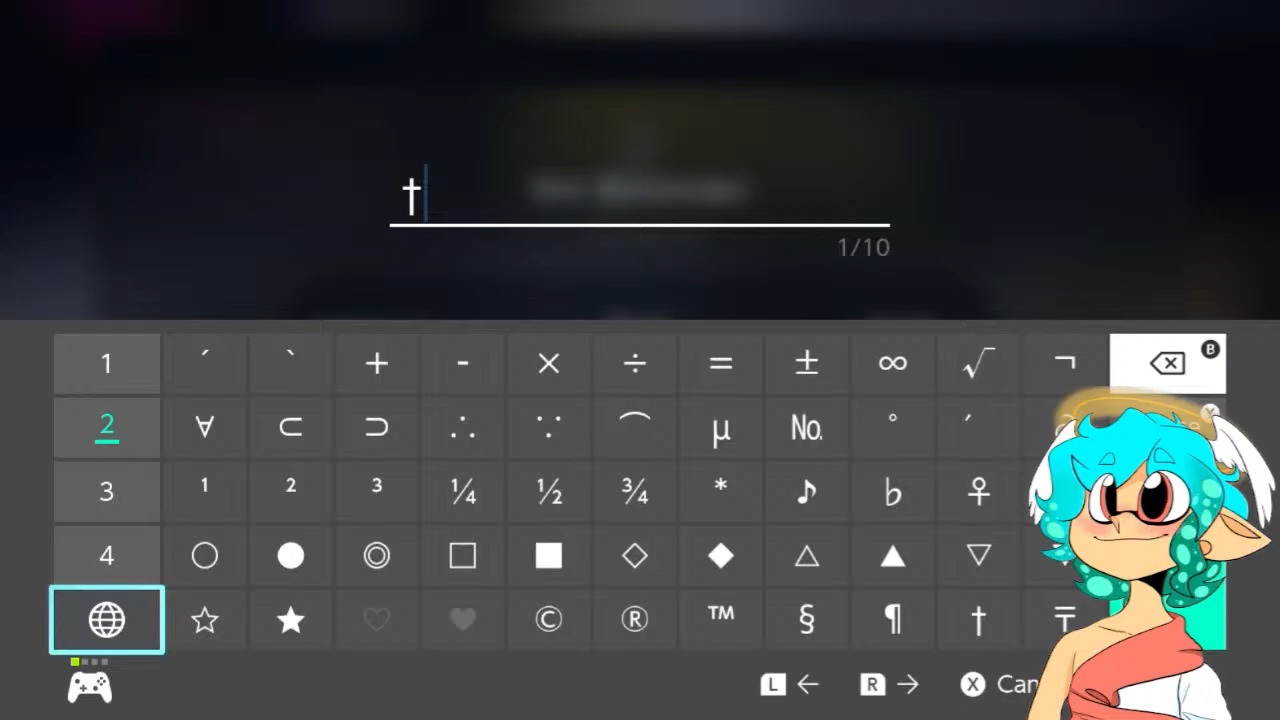 †
1/10
1 ´ ` + - × ÷ = ± ∞ √ ¬ B
2 ∀ ⊂ ⊃ ∴ ∵ ⌒ µ № ° ′
3 ¹ ² ³ ¼ ½ ¾ * ♪ ♭ ♀
4 ○ ● ◎ □ ■ ◇ ◆ △ ▲ ▽
☆ ★ ♡ ♥ © ® ™ § ¶ † 〒
L ← R → X Can